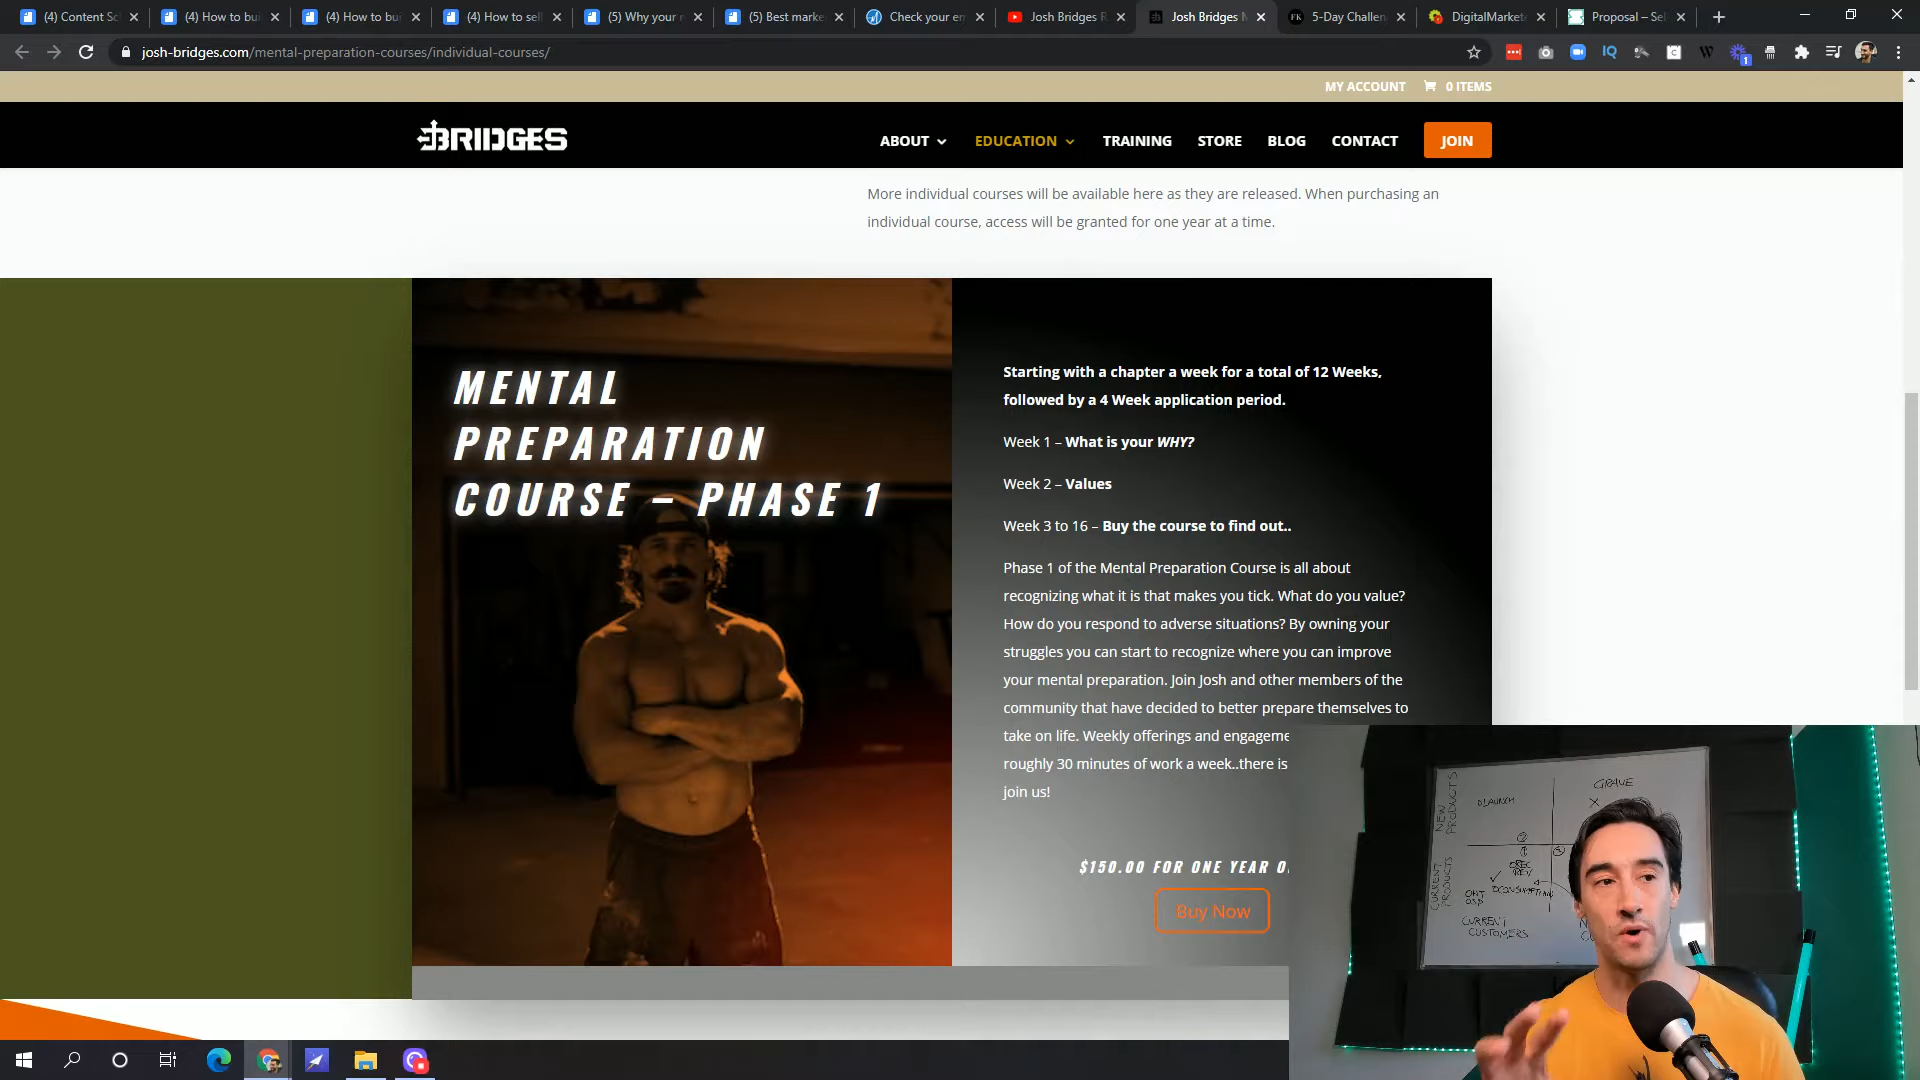 (4) Content Sc
(4) How to bui
(4) How to bu
(4) How to sel
(5) Why your
(5) Best marke
Check your en
Josh Bridges
Josh Bridges
5-Day Challen
DigitalMarket
Proposal – Sel
josh-bridges.com/mental-preparation-courses/individual-courses/
MY ACCOUNT
0 ITEMS
BRIDGES
ABOUT
EDUCATION
TRAINING
STORE
BLOG
CONTACT
JOIN
More individual courses will be available here as they are released. When purchasing an
individual course, access will be granted for one year at a time.
MENTAL
PREPARATION
COURSE – PHASE 1
Starting with a chapter a week for a total of 12 Weeks,
followed by a 4 Week application period.
Week 1 – What is your WHY?
Week 2 – Values
Week 3 to 16 – Buy the course to find out..
Phase 1 of the Mental Preparation Course is all about
recognizing what it is that makes you tick. What do you value?
How do you respond to adverse situations? By owning your
struggles you can start to recognize where you can improve
your mental preparation. Join Josh and other members of the
community that have decided to better prepare themselves to
take on life. Weekly offerings and engageme
roughly 30 minutes of work a week..there is
join us!
$150.00 FOR ONE YEAR O
Buy Now
NEW PRODUCTS
LAUNCH
GRAVE
X
CURRENT PRODUCTS
CONSUMPTION
CURRENT
CUSTOMERS